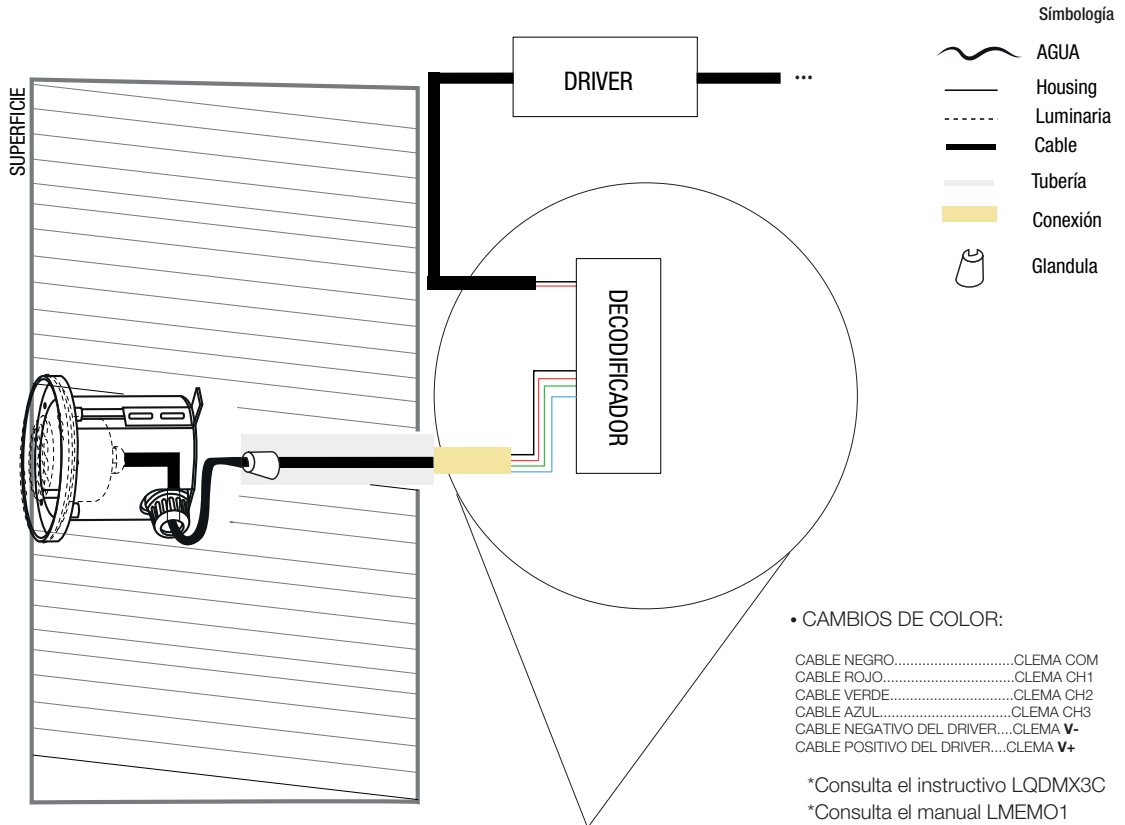 Símbología
AGUA
Housing
Luminaria
Cable
Tubería
Conexión
Glandula
SUPERFICIE
DRIVER
...
DECODIFICADOR
• CAMBIOS DE COLOR:
CABLE NEGRO..............................CLEMA COM
CABLE ROJO.................................CLEMA CH1
CABLE VERDE...............................CLEMA CH2
CABLE AZUL.................................CLEMA CH3
CABLE NEGATIVO DEL DRIVER....CLEMA V-
CABLE POSITIVO DEL DRIVER....CLEMA V+
*Consulta el instructivo LQDMX3C
*Consulta el manual LMEMO1